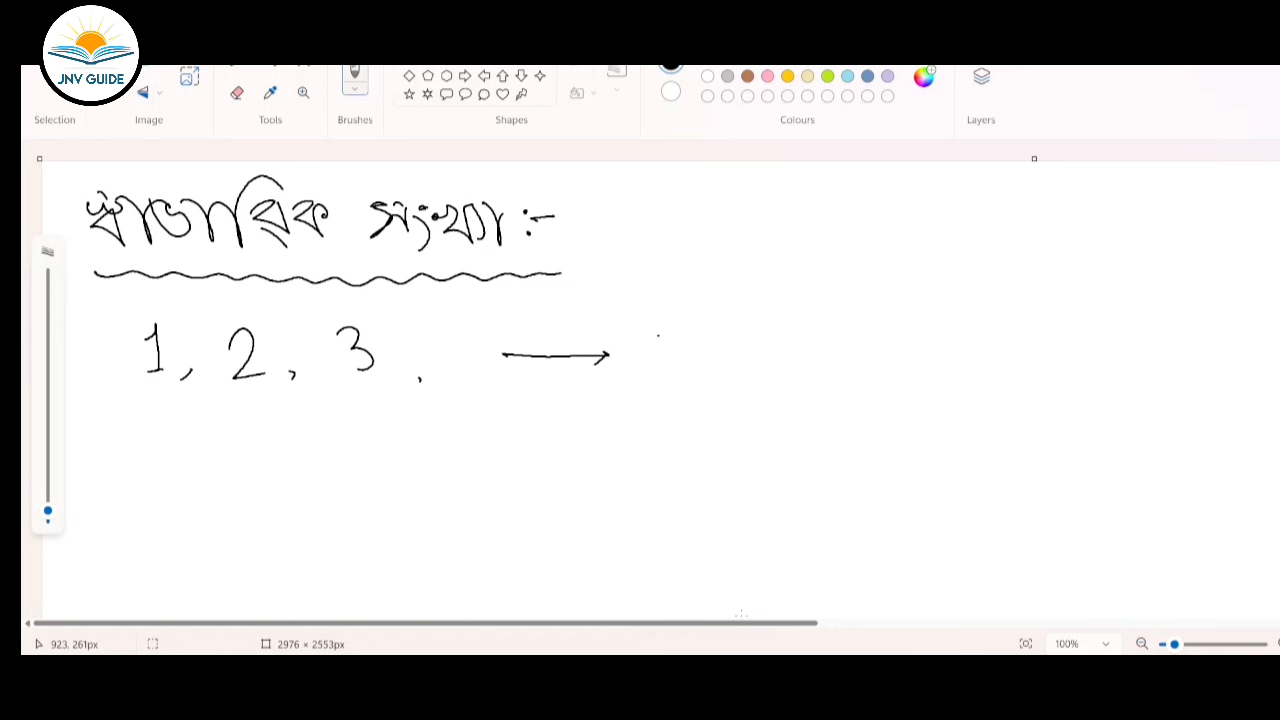 JNV GUIDE
Selection Image Tools Brushes Shapes Colours Layers
স্বাভাবিক সংখ্যা :-
1, 2, 3, →
923, 261px 2976 × 2553px 100%